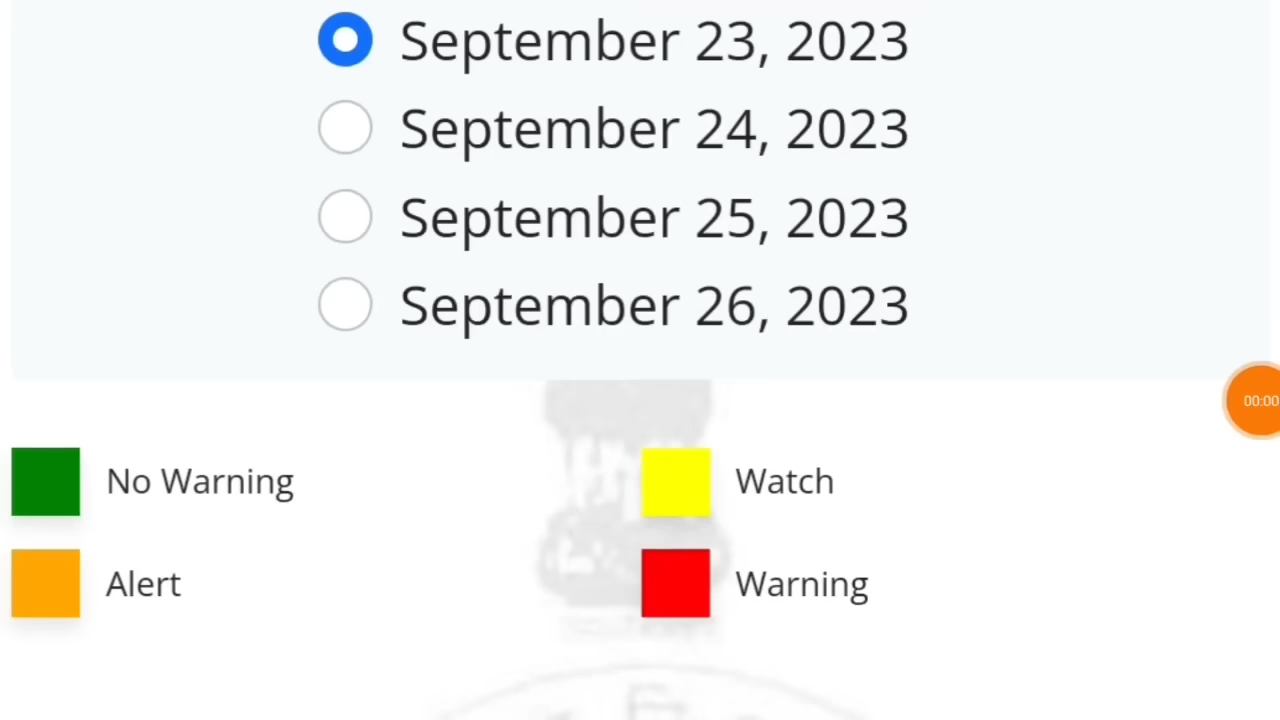 September 23, 2023
September 24, 2023
September 25, 2023
September 26, 2023
00:00
No Warning
Watch
Alert
Warning